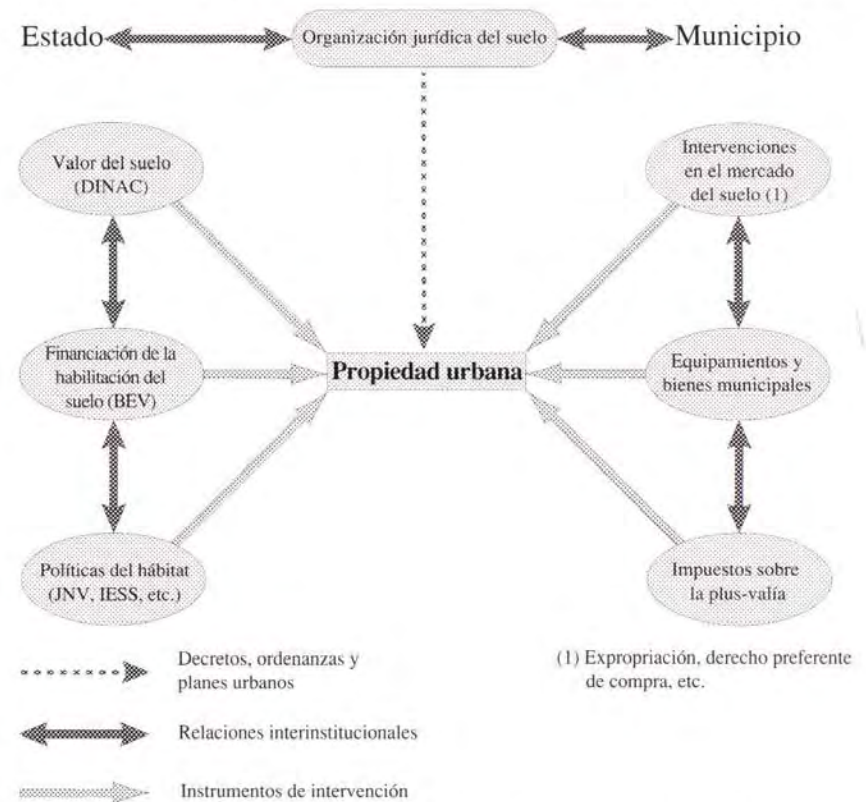 Estado
Organización jurídica del suelo
Municipio
Valor del suelo
(DINAC)
Intervenciones
en el mercado
del suelo (1)
Financiación de la
habilitación del
suelo (BEV)
Propiedad urbana
Equipamientos y
bienes municipales
Políticas del hábitat
(JNV, IESS, etc.)
Impuestos sobre
la plus-valía
Decretos, ordenanzas y
planes urbanos
(1) Expropriación, derecho preferente
de compra, etc.
Relaciones interinstitucionales
Instrumentos de intervención